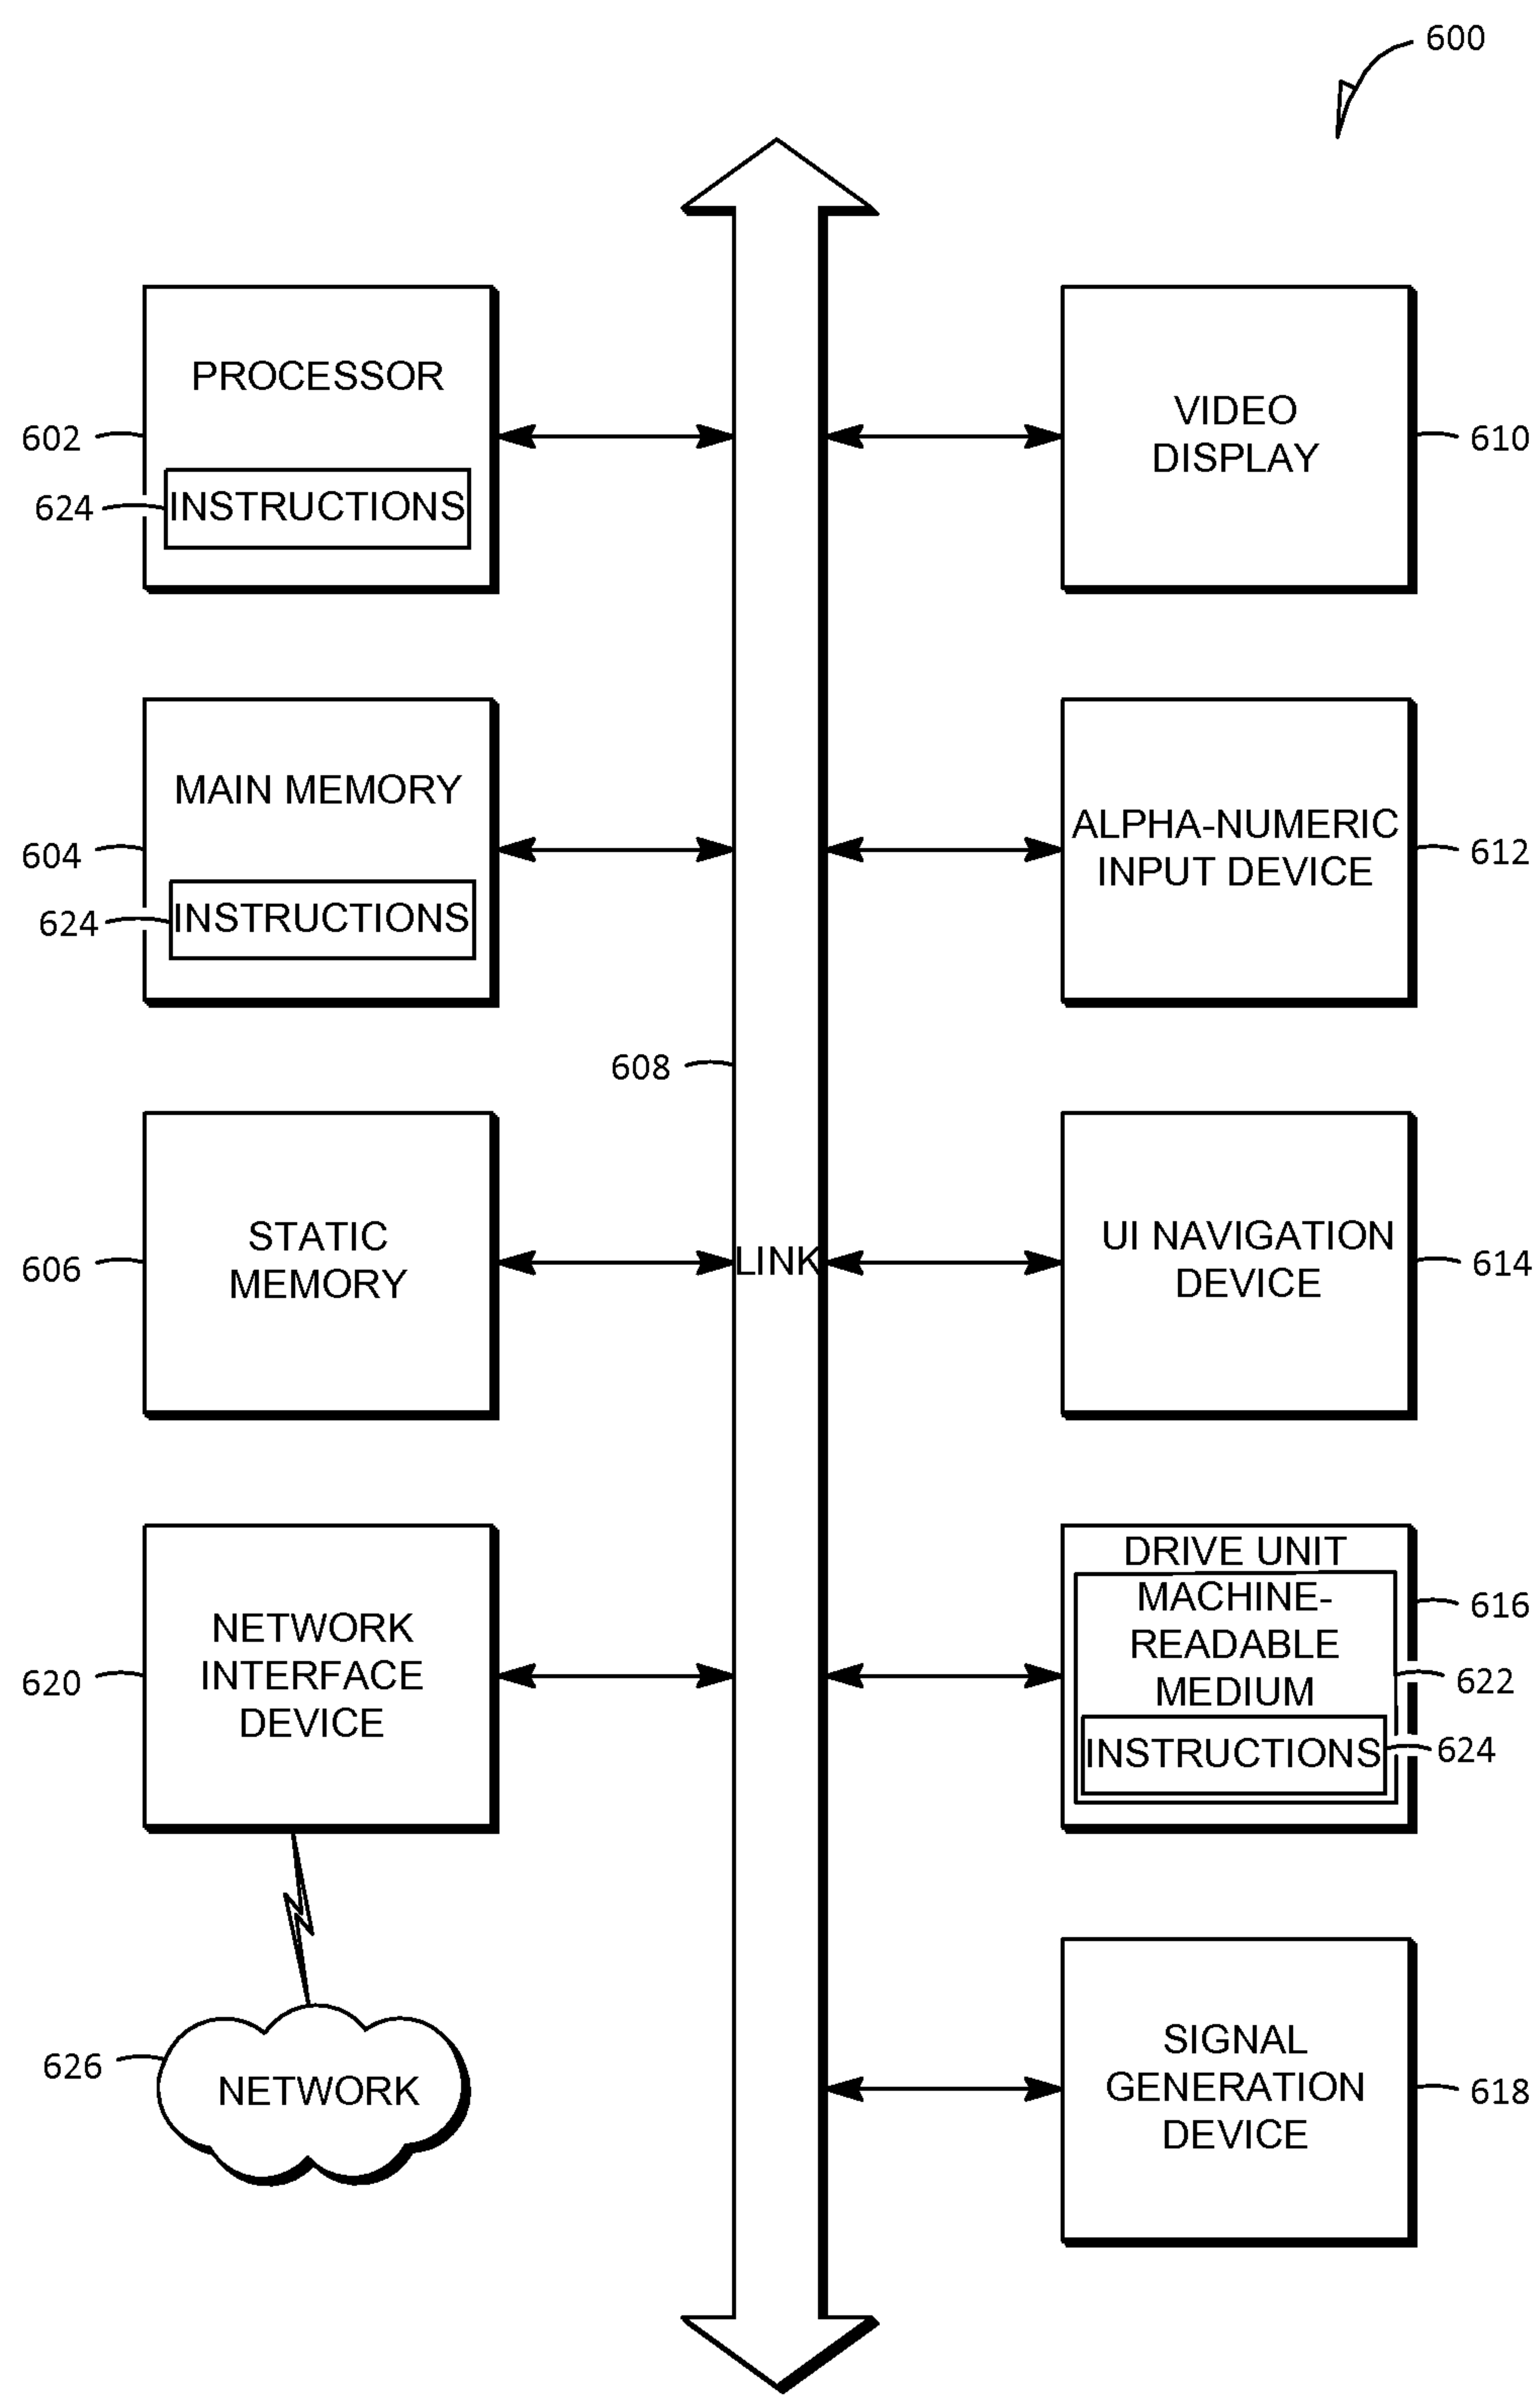 600
PROCESSOR
602
624
INSTRUCTIONS
VIDEO
DISPLAY
610
MAIN MEMORY
604
624
INSTRUCTIONS
ALPHA-NUMERIC
INPUT DEVICE
612
608
STATIC
MEMORY
606
LINK
UI NAVIGATION
DEVICE
614
NETWORK
INTERFACE
DEVICE
620
DRIVE UNIT
MACHINE-
READABLE
MEDIUM
616
622
INSTRUCTIONS
624
626
NETWORK
SIGNAL
GENERATION
DEVICE
618